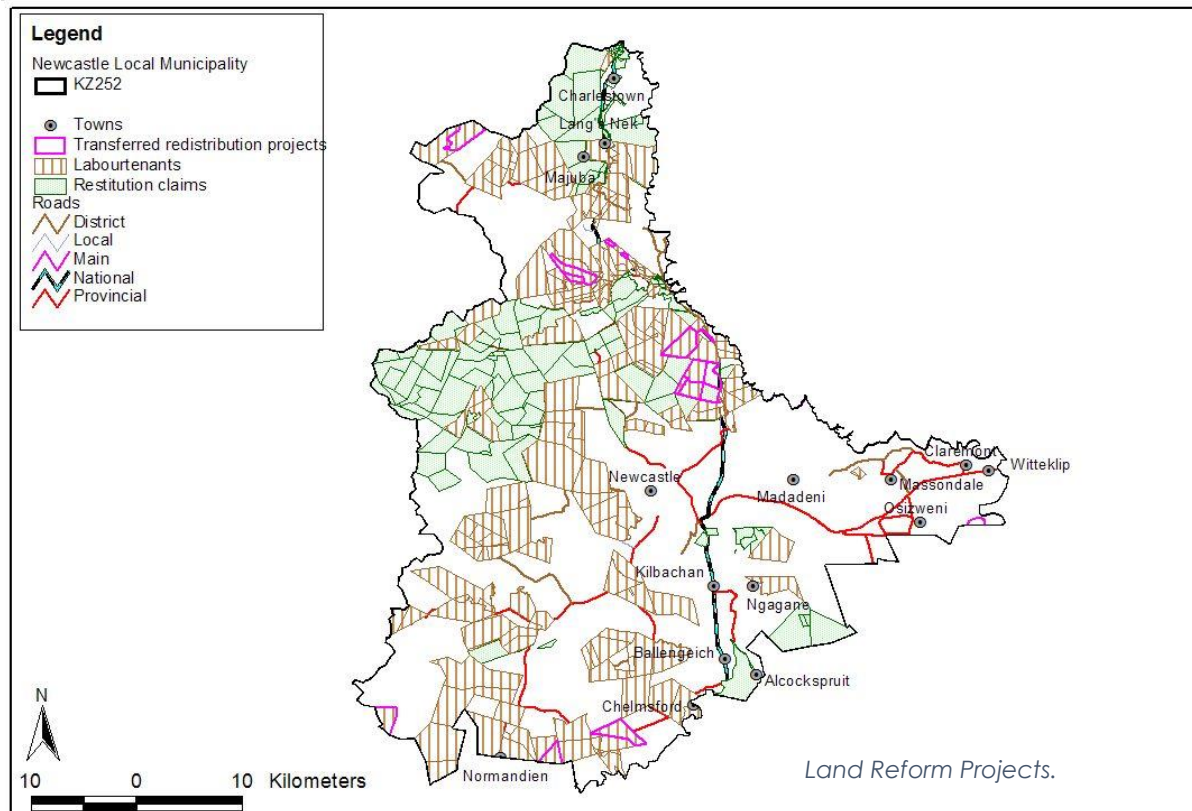 Legend
Newcastle Local Municipality
KZ252
Towns
Transferred redistribution projects
Labourtenants
Restitution claims
Roads
District
Local
Main
National
Provincial
Charlestown
Lang's Nek
Majuba
Newcastle
Madadeni
Claremont
Witteklip
Massondale
Osizweni
Kilbachan
Ngagane
Ballengeich
Alcockspruit
Chelmsford
Normandien
N
10 0 10 Kilometers
Land Reform Projects.